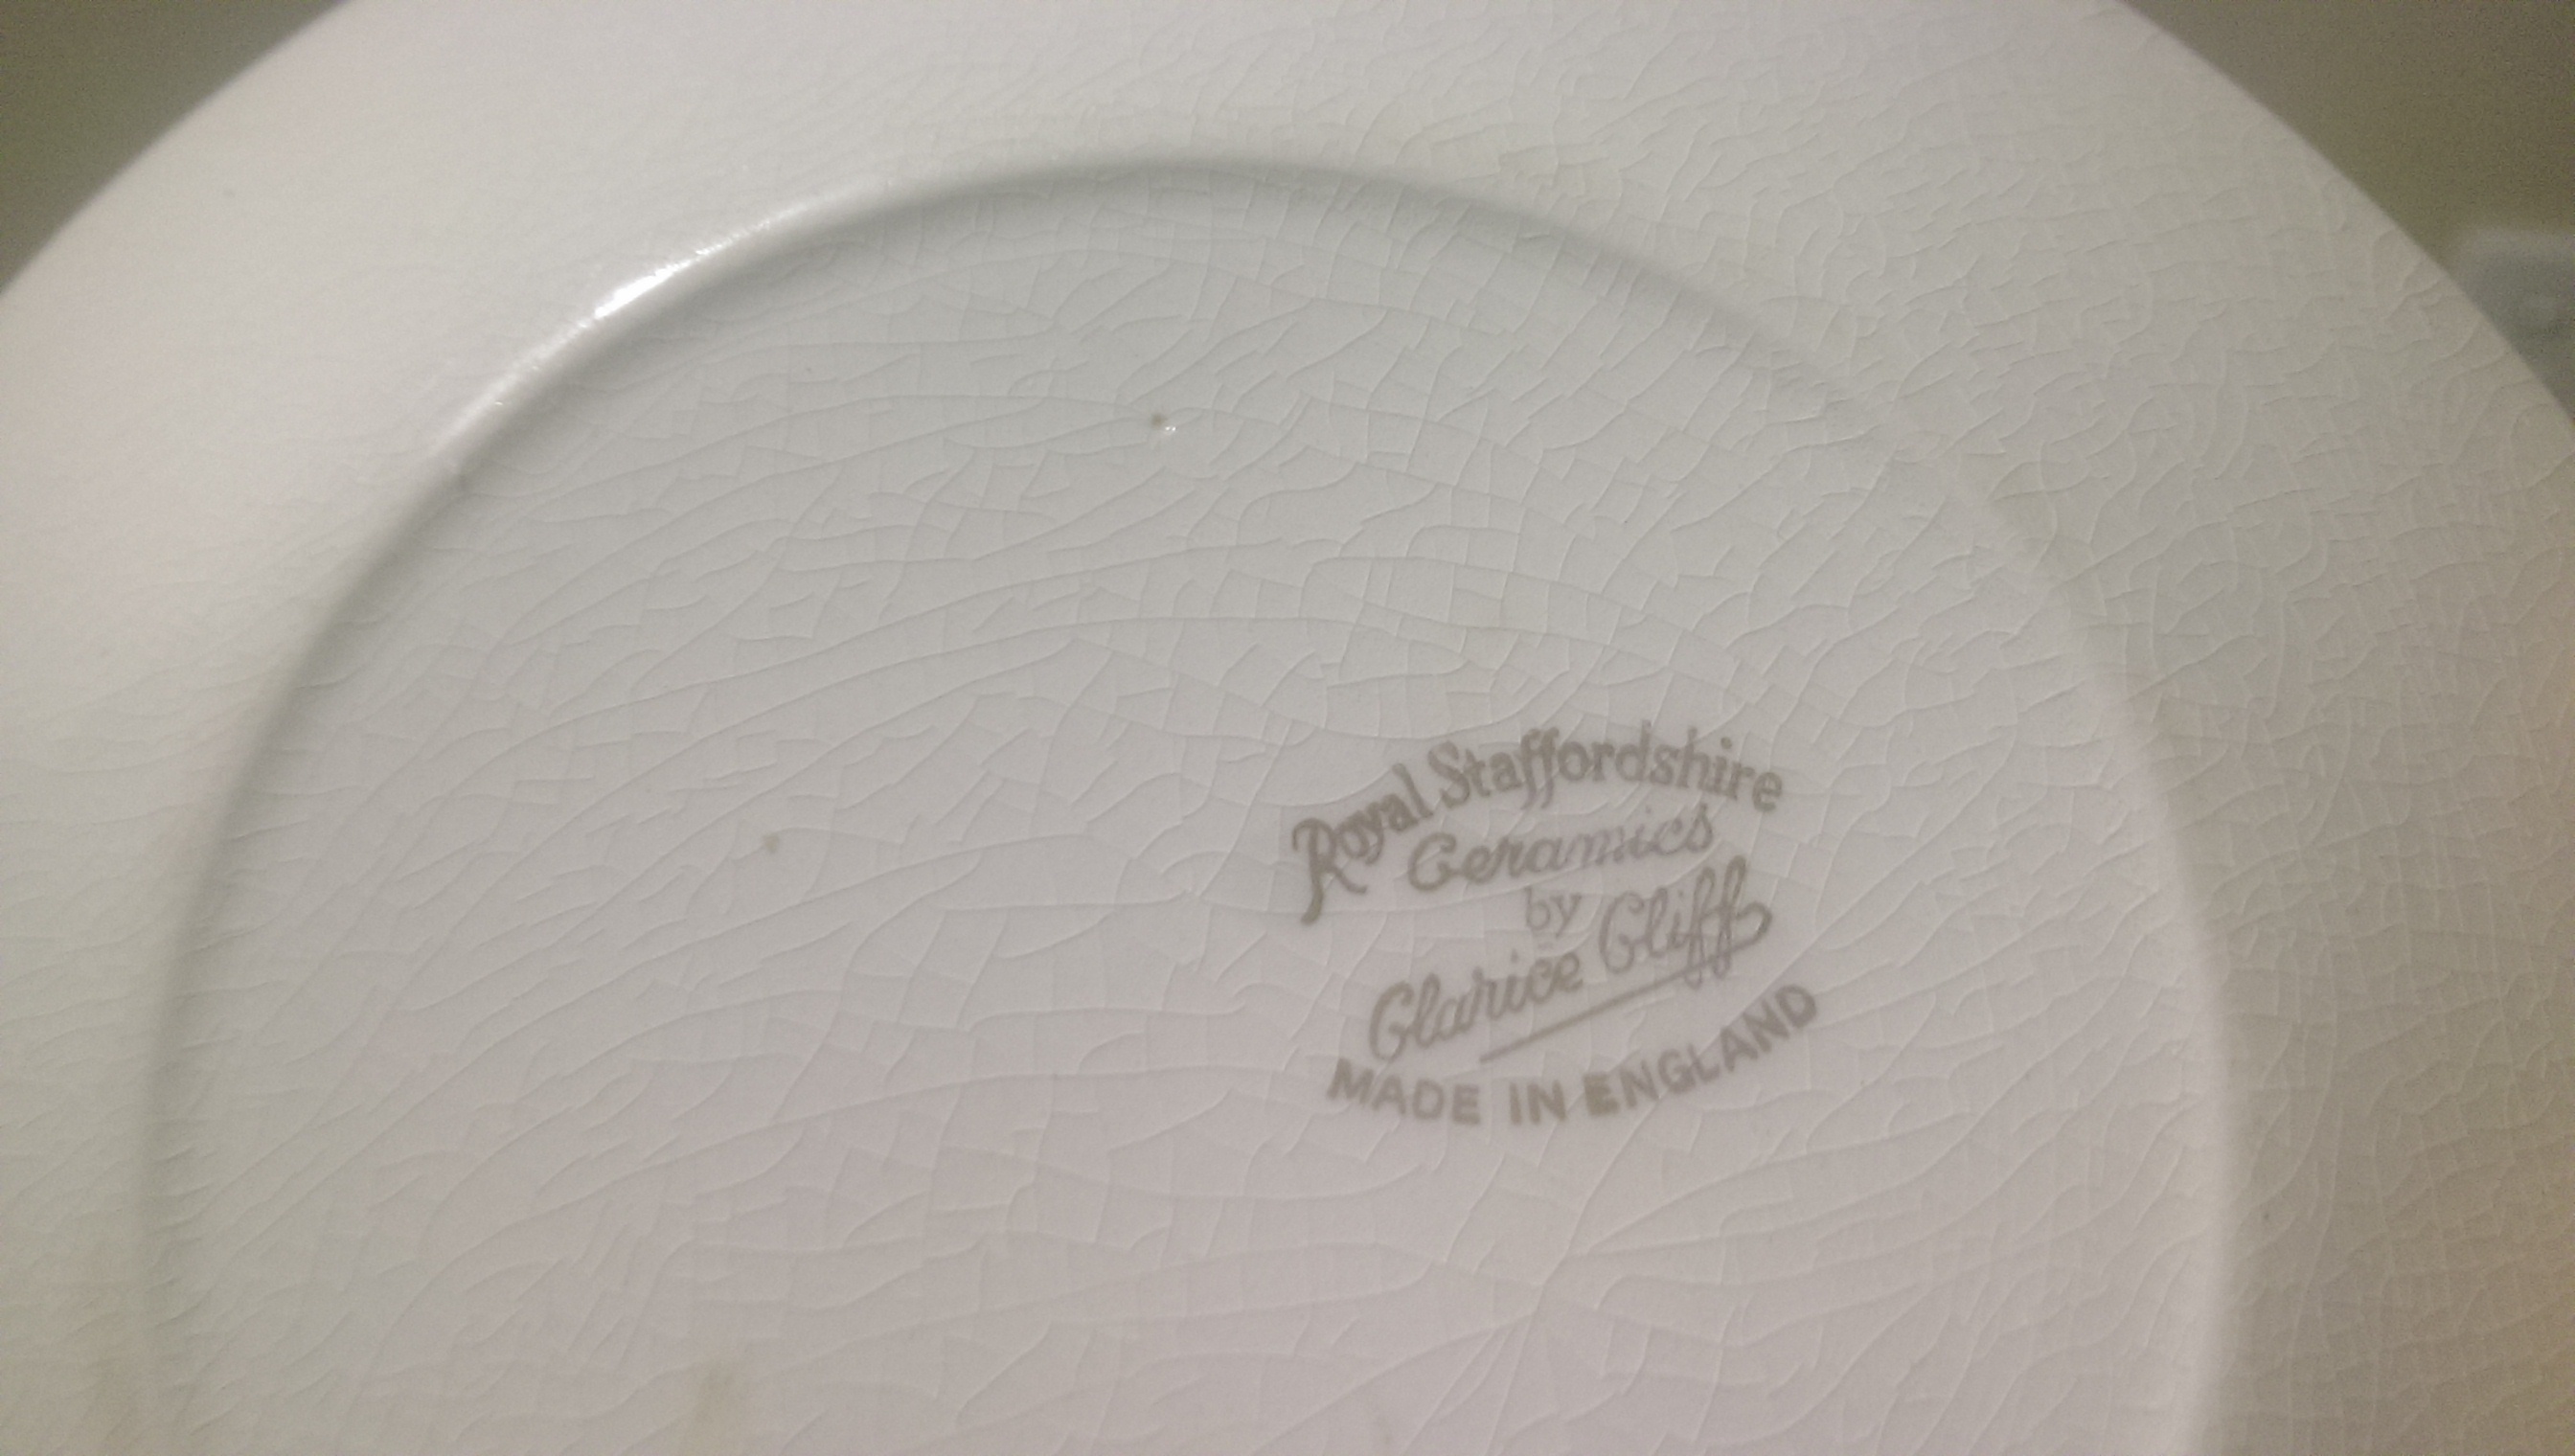 Royal Staffordshire
Ceramics
by
Clarice Cliff
MADE IN ENGLAND